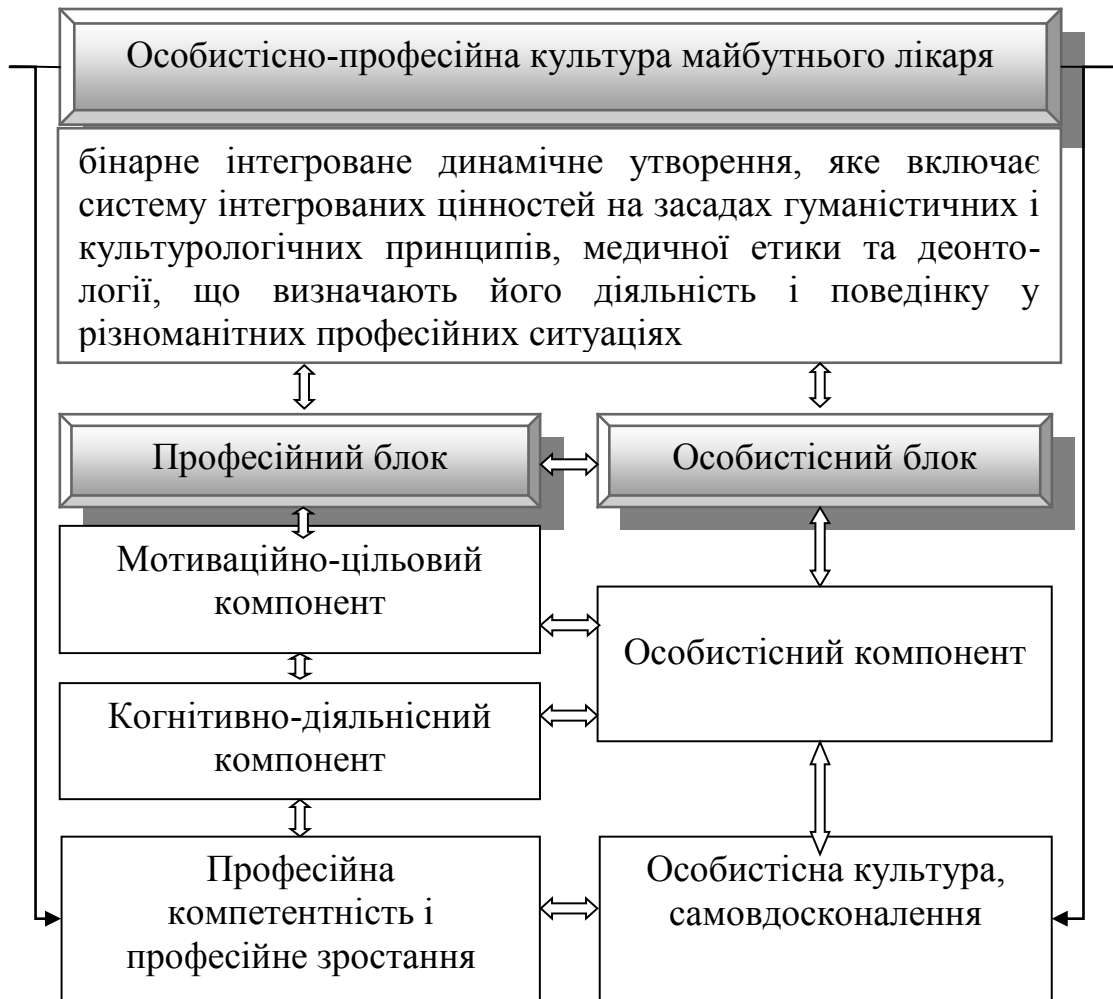 Особистісно-професійна культура майбутнього лікаря
бінарне інтегроване динамічне утворення, яке включає
систему інтегрованих цінностей на засадах гуманістичних і
культурологічних принципів, медичної етики та деонто-
логії, що визначають його діяльність і поведінку у
різноманітних професійних ситуаціях
Професійний блок
Особистісний блок
Мотиваційно-цільовий
компонент
Особистісний компонент
Когнітивно-діяльнісний
компонент
Професійна
компетентність і
професійне зростання
Особистісна культура,
самовдосконалення